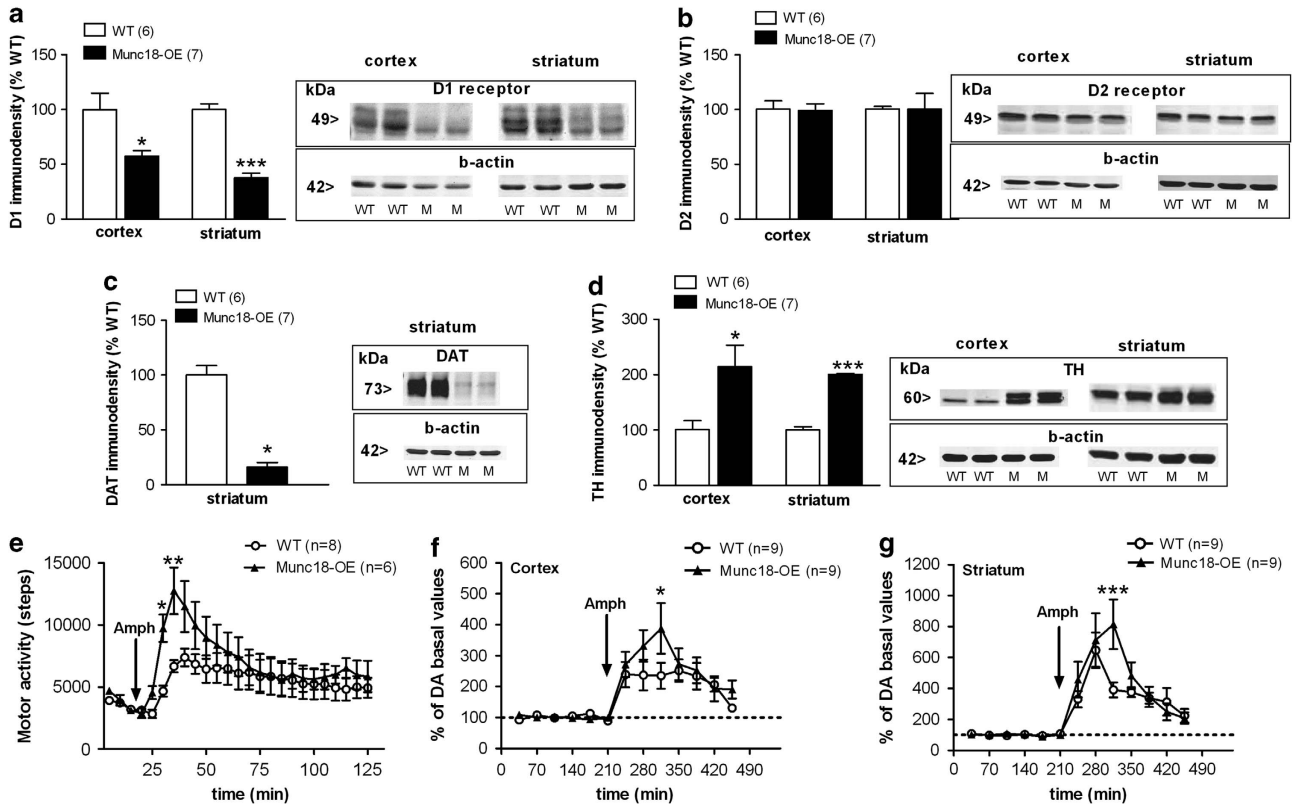 a
WT (6)
Munc18-OE (7)
D1 immunodensity (% WT)
150
100
50
0
*
***
cortex
striatum
cortex striatum
kDa
D1 receptor
49>
b-actin
42>
WT WT M M WT WT M M
b
WT (6)
Munc18-OE (7)
D2 immunodensity (% WT)
150
100
50
0
cortex
striatum
cortex striatum
kDa
D2 receptor
49>
b-actin
42>
WT WT M M WT WT M M
c
WT (6)
Munc18-OE (7)
DAT immunodensity (% WT)
150
100
50
0
*
striatum
striatum
kDa
DAT
73>
b-actin
42>
WT WT M M
d
WT (6)
Munc18-OE (7)
TH immunodensity (% WT)
300
200
100
0
*
***
cortex
striatum
cortex striatum
kDa
TH
60>
b-actin
42>
WT WT M M WT WT M M
e
WT (n=8)
Munc18-OE (n=6)
Motor activity (steps)
15000
10000
5000
0
Amph
*
**
25 50 75 100 125
time (min)
f
Cortex
WT (n=9)
Munc18-OE (n=9)
% of DA basal values
600
500
400
300
200
100
0
Amph
*
0 70 140 210 280 350 420 490
time (min)
g
Striatum
WT (n=9)
Munc18-OE (n=9)
% of DA basal values
1200
1000
800
600
400
200
0
Amph
***
0 70 140 210 280 350 420 490
time (min)